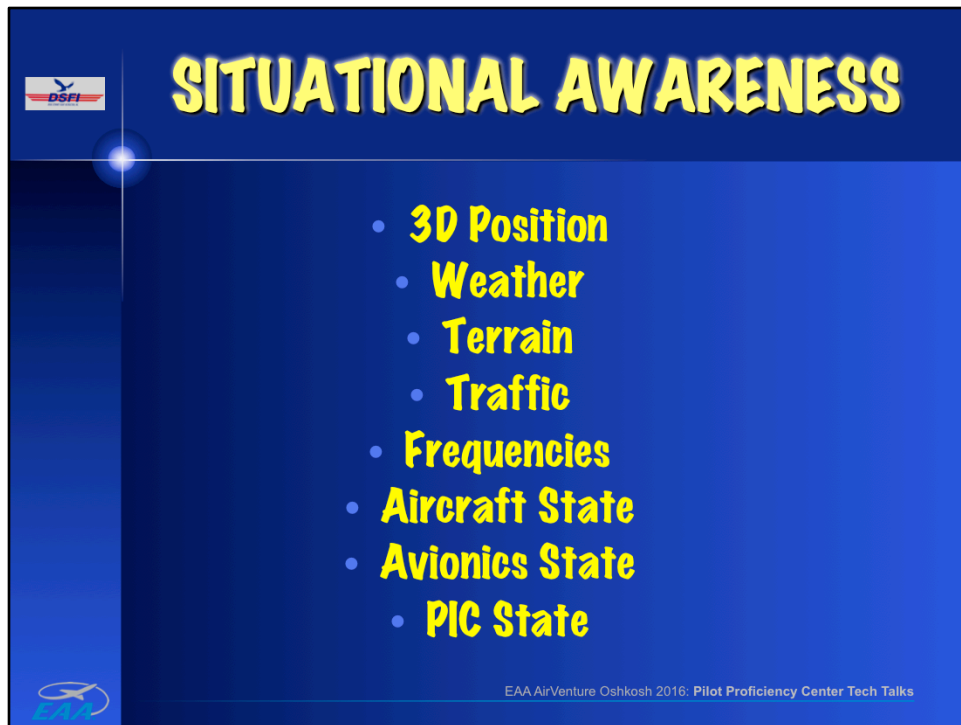 DSFI
SITUATIONAL AWARENESS
• 3D Position
• Weather
• Terrain
• Traffic
• Frequencies
• Aircraft State
• Avionics State
• PIC State
EAA
EAA AirVenture Oshkosh 2016: Pilot Proficiency Center Tech Talks